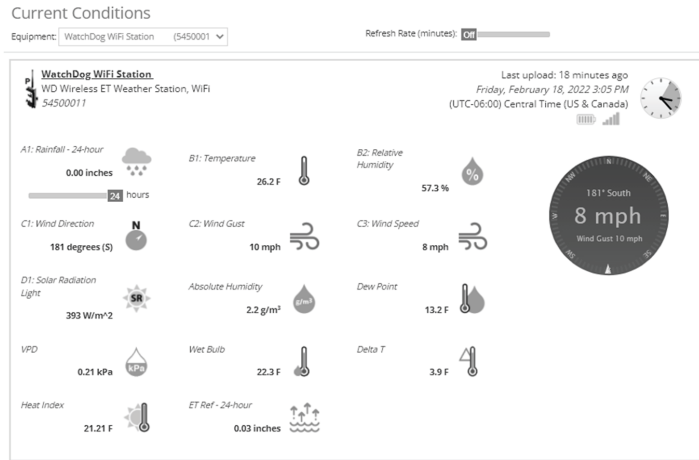 Current Conditions
Equipment: WatchDog WiFi Station (5450001
Refresh Rate (minutes): Off
WatchDog WiFi Station
WD Wireless ET Weather Station, WiFi
54500011
Last upload: 18 minutes ago
Friday, February 18, 2022 3:05 PM
(UTC-06:00) Central Time (US & Canada)
A1: Rainfall - 24-hour
0.00 inches
24 hours
B1: Temperature
26.2 F
B2: Relative
Humidity
57.3 %
%
C1: Wind Direction
181 degrees (S)
N
C2: Wind Gust
10 mph
C3: Wind Speed
8 mph
N
NE
E
SE
SW
W
NW
181° South
8 mph
Wind Gust 10 mph
D1: Solar Radiation
Light
393 W/m^2
SR
Absolute Humidity
2.2 g/m³
g/m³
Dew Point
13.2 F
VPD
0.21 kPa
kPa
Wet Bulb
22.3 F
Delta T
3.9 F
Heat Index
21.21 F
ET Ref - 24-hour
0.03 inches